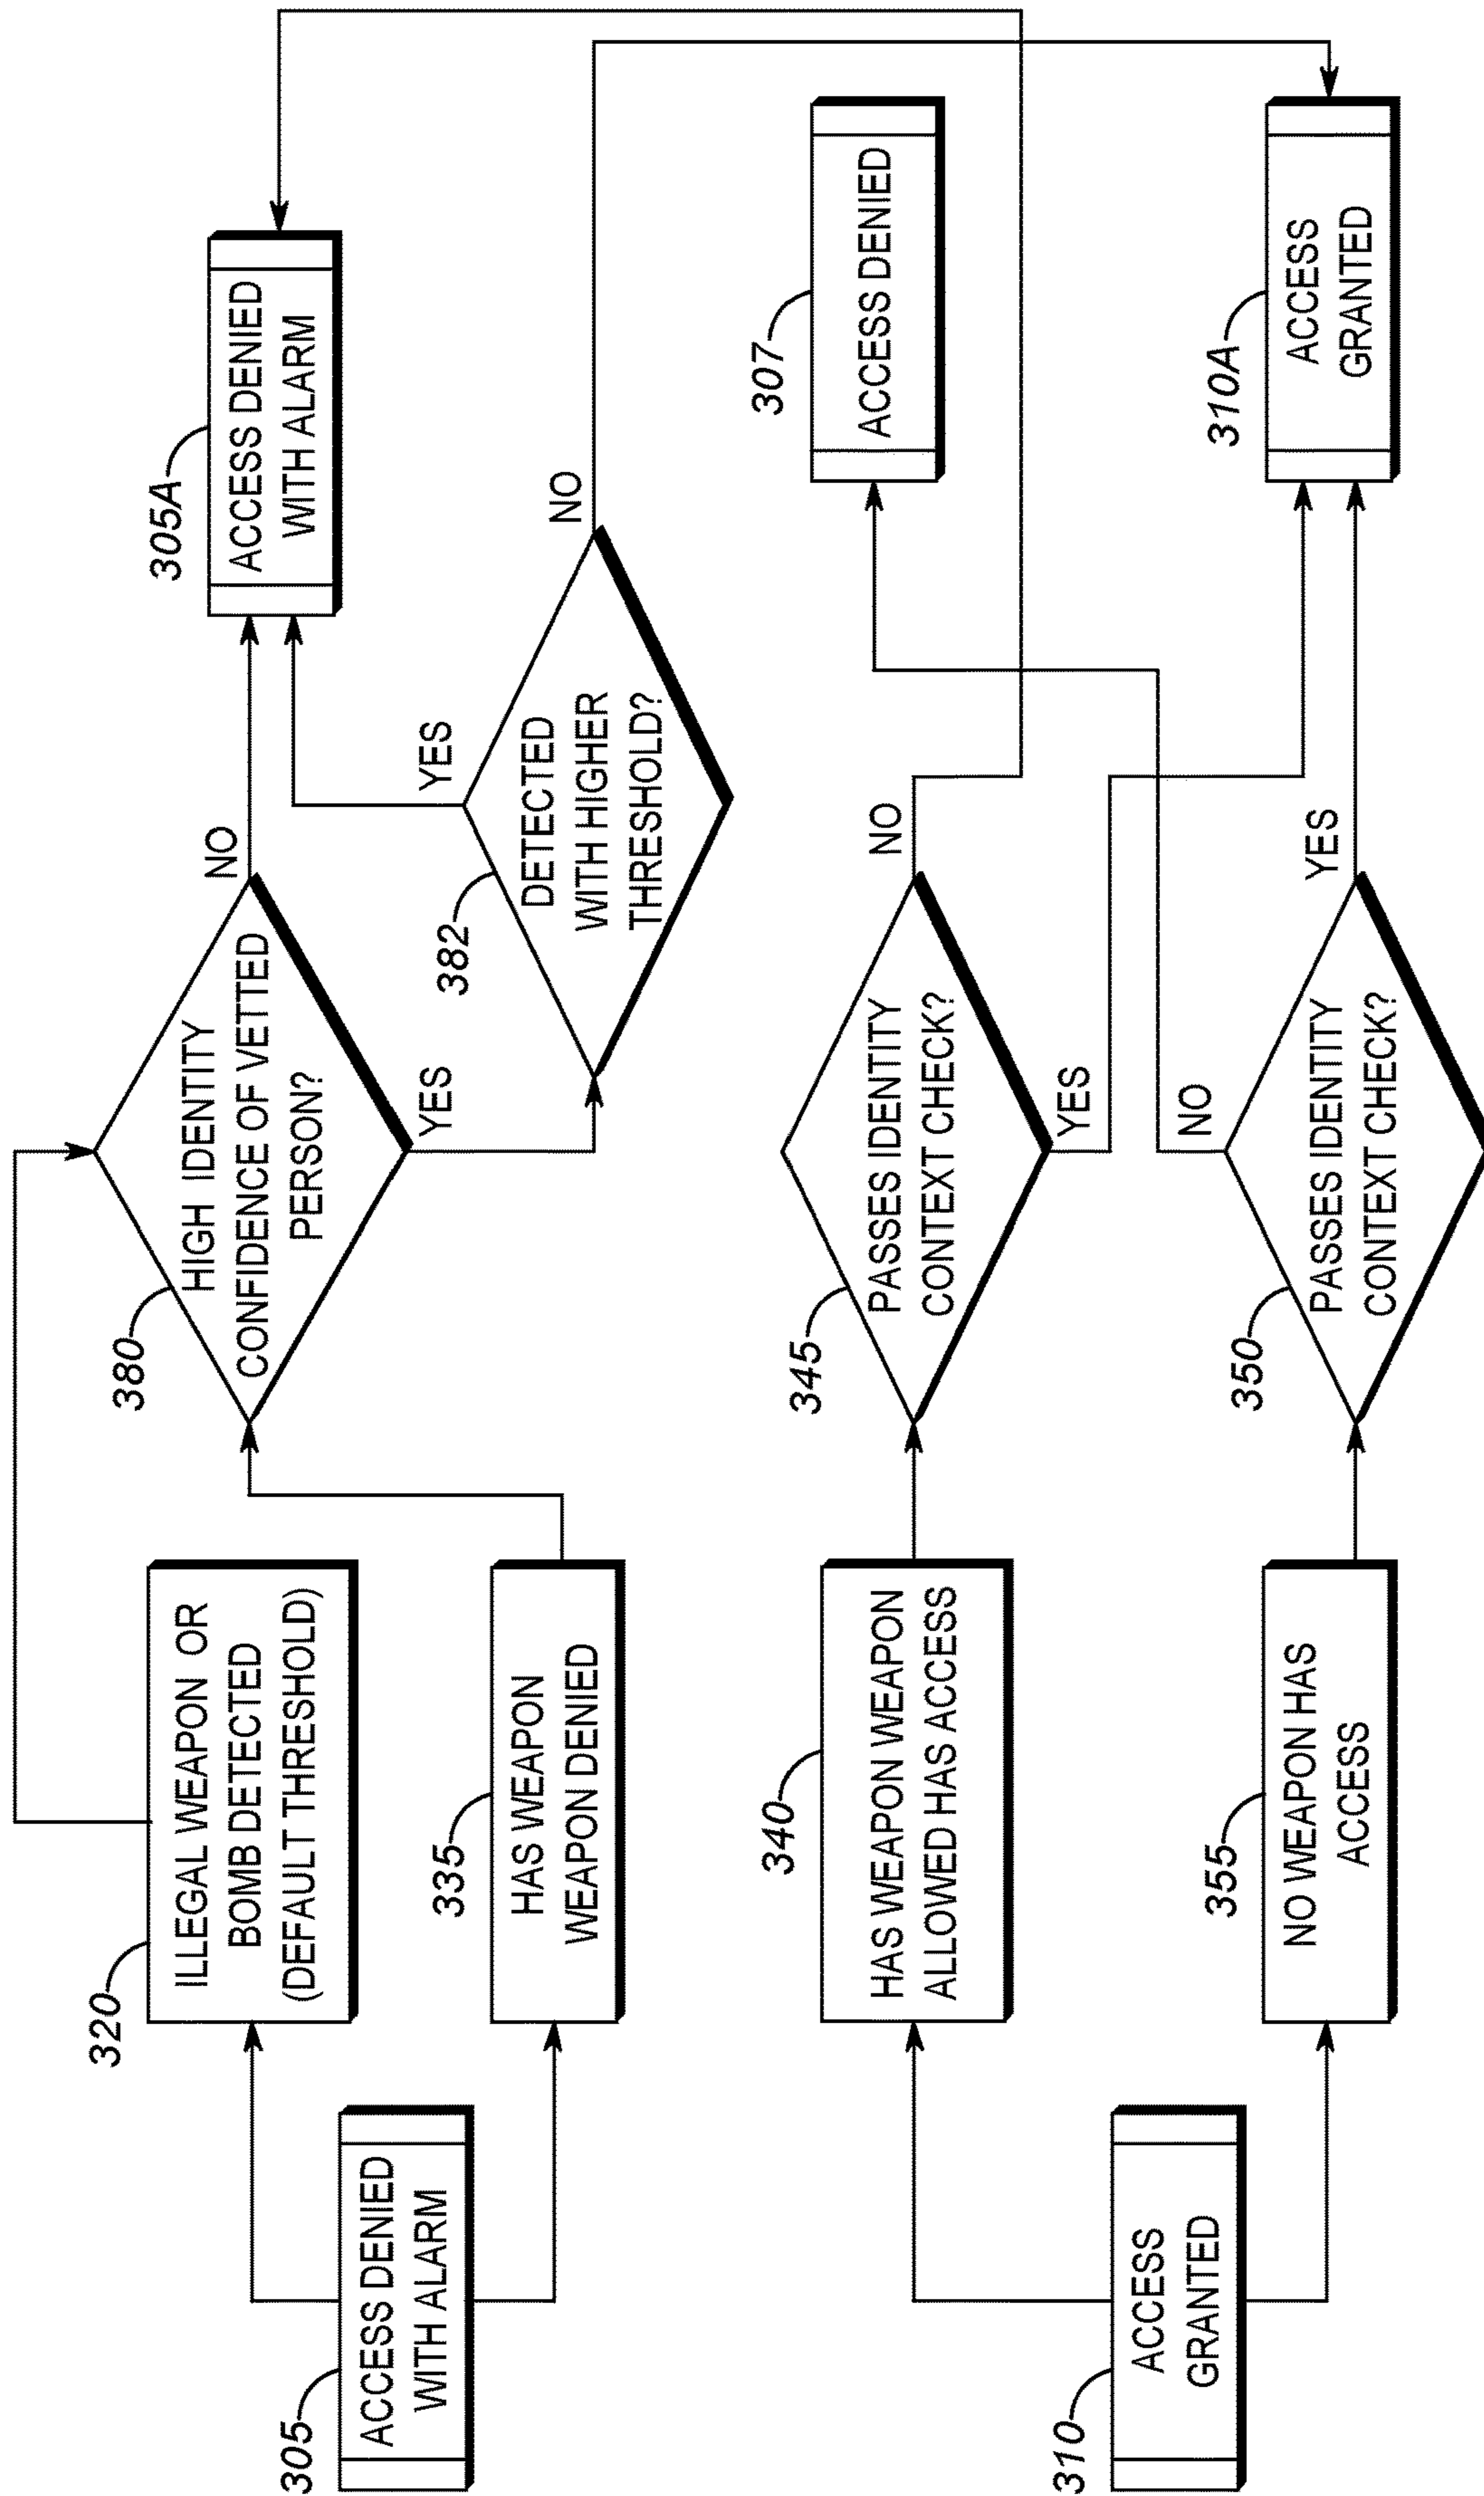 305
ACCESS DENIED
WITH ALARM
320
ILLEGAL WEAPON OR
BOMB DETECTED
(DEFAULT THRESHOLD)
335
HAS WEAPON
WEAPON DENIED
380
HIGH IDENTITY
CONFIDENCE OF VETTED
PERSON?
NO
YES
382
DETECTED
WITH HIGHER
THRESHOLD?
YES
NO
305A
ACCESS DENIED
WITH ALARM
310
ACCESS
GRANTED
340
HAS WEAPON WEAPON
ALLOWED HAS ACCESS
355
NO WEAPON HAS
ACCESS
345
PASSES IDENTITY
CONTEXT CHECK?
NO
YES
350
PASSES IDENTITY
CONTEXT CHECK?
NO
YES
307
ACCESS DENIED
310A
ACCESS
GRANTED